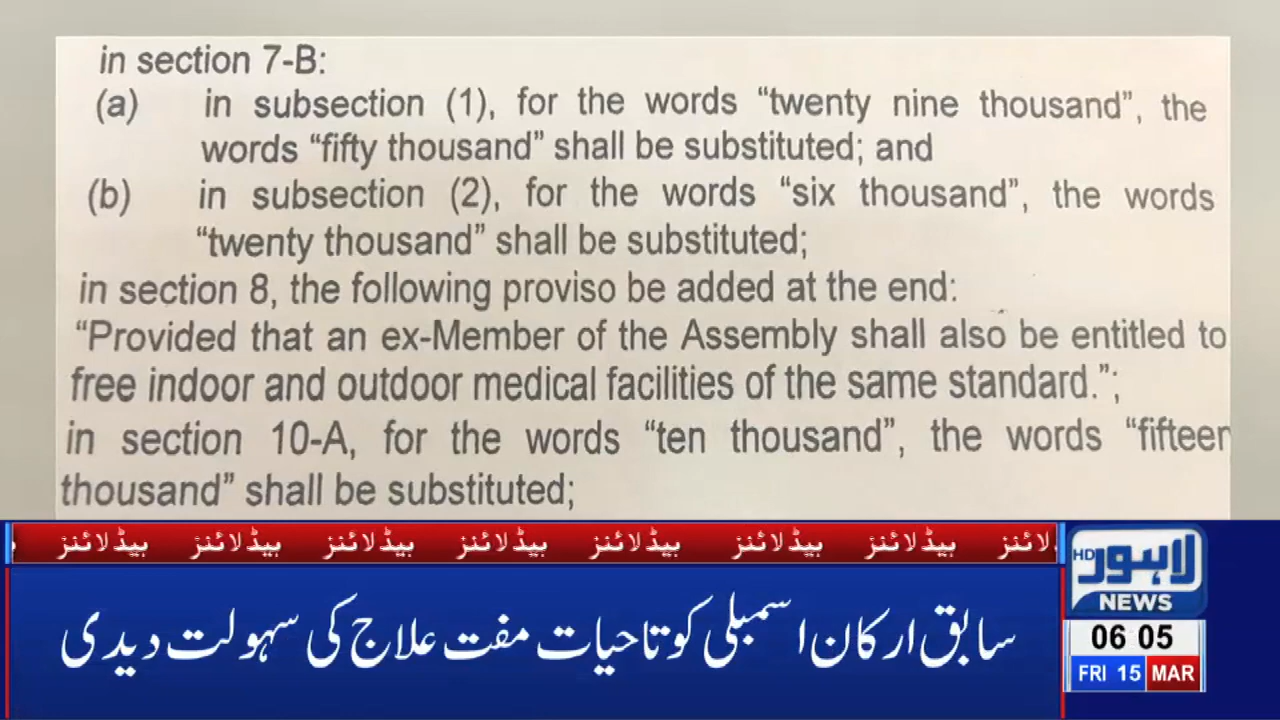 in section 7-B:
(a) in subsection (1), for the words “twenty nine thousand”, the
words “fifty thousand” shall be substituted; and
(b) in subsection (2), for the words “six thousand”, the words
“twenty thousand” shall be substituted;
in section 8, the following proviso be added at the end:
“Provided that an ex-Member of the Assembly shall also be entitled to
free indoor and outdoor medical facilities of the same standard.”;
in section 10-A, for the words “ten thousand”, the words “fifteen
thousand” shall be substituted;
ہیڈلائنز ہیڈلائنز ہیڈلائنز ہیڈلائنز ہیڈلائنز ہیڈلائنز ہیڈلائنز
سابق ارکان اسمبلی کو تاحیات مفت علاج کی سہولت دیدی
لاہور HD
NEWS
06 05
FRI 15 MAR